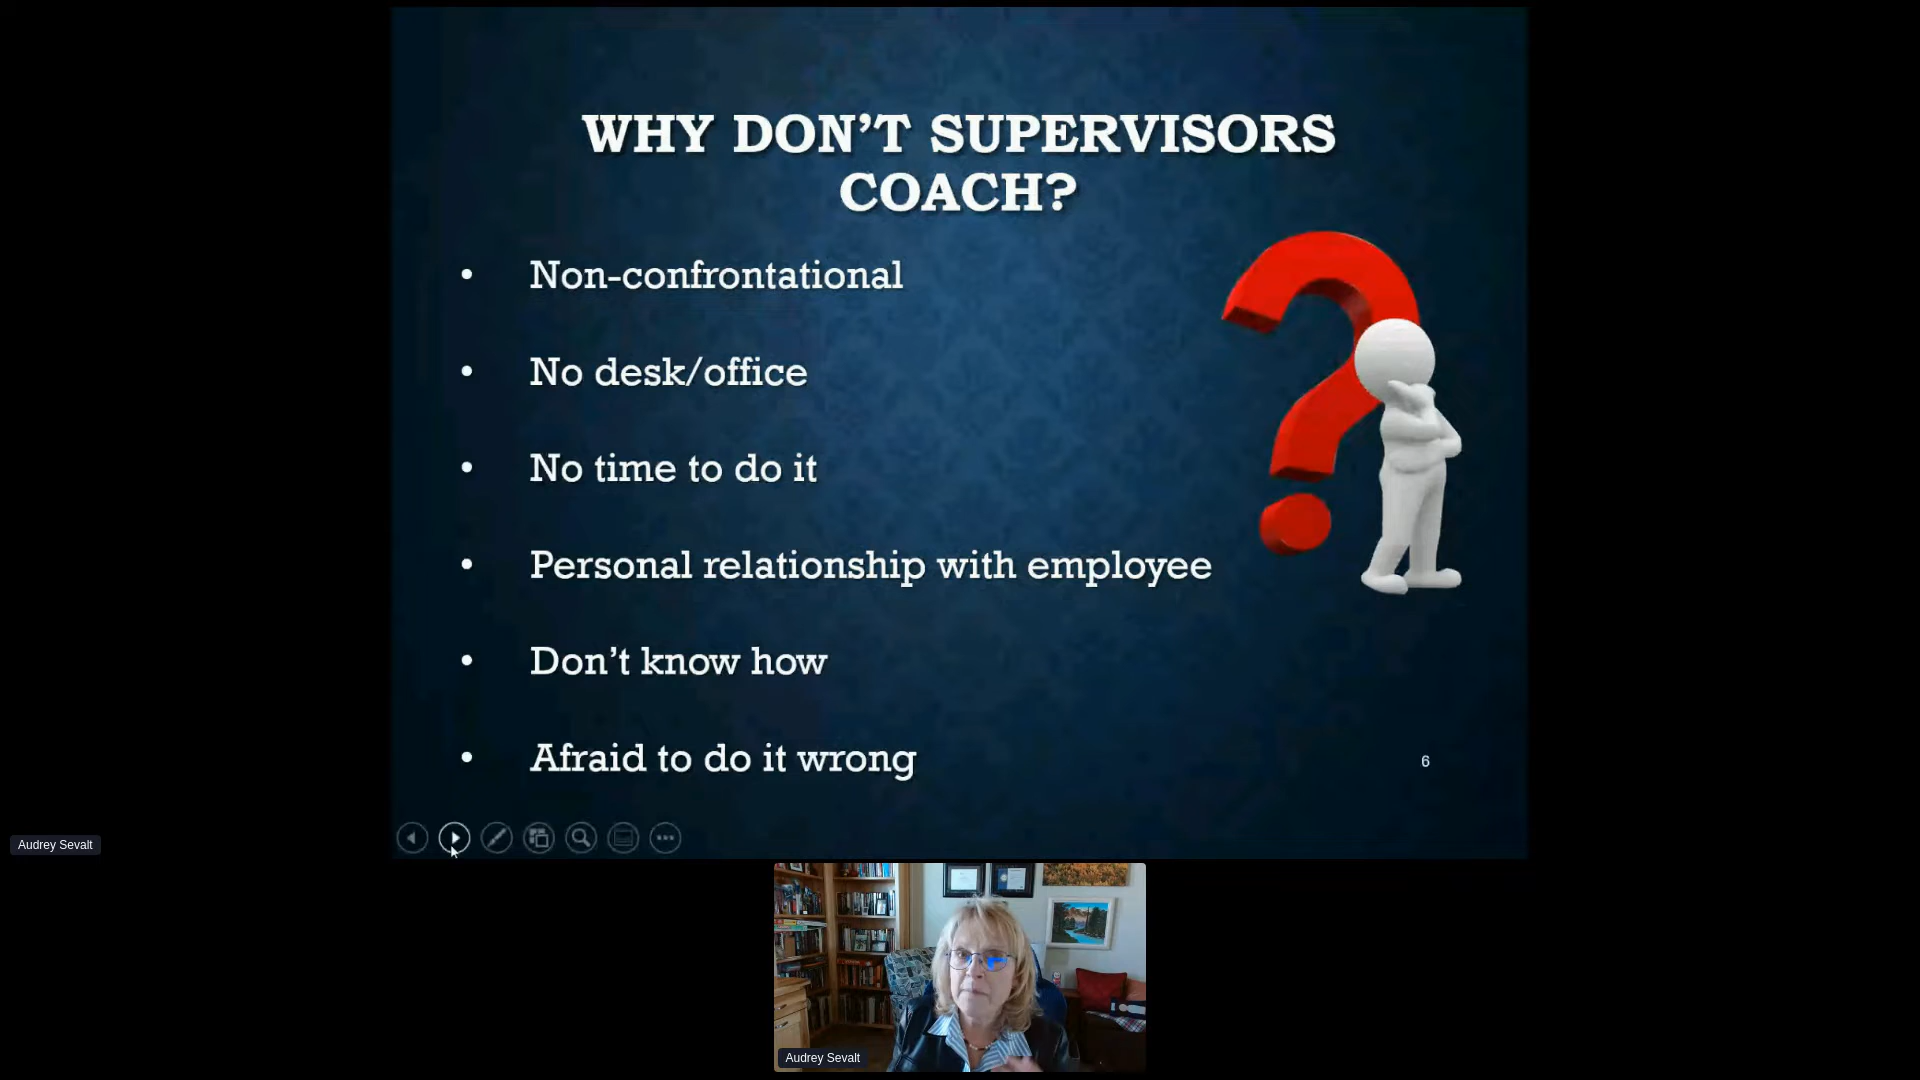 WHY DON’T SUPERVISORS
COACH?
• Non-confrontational
• No desk/office
• No time to do it
• Personal relationship with employee
• Don’t know how
• Afraid to do it wrong
6
Audrey Sevalt
Audrey Sevalt